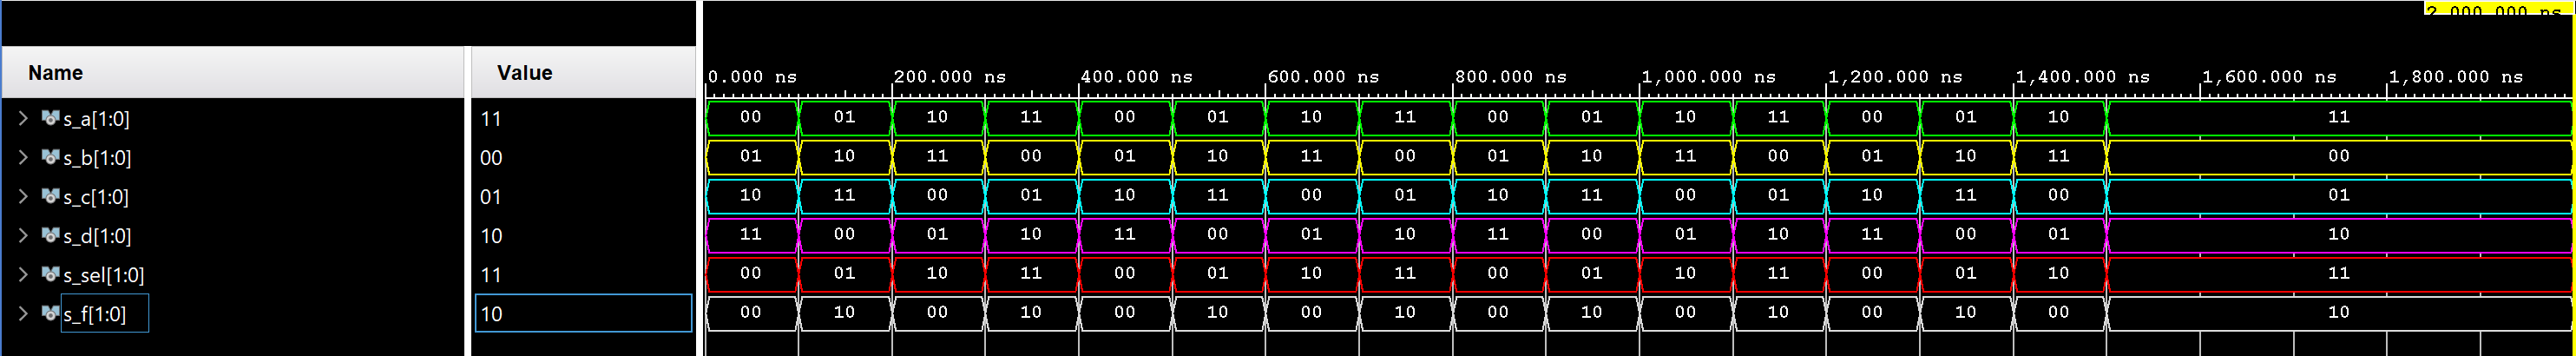 2,000.000 ns
Name Value
0.000 ns 200.000 ns 400.000 ns 600.000 ns 800.000 ns 1,000.000 ns 1,200.000 ns 1,400.000 ns 1,600.000 ns 1,800.000 ns
s_a[1:0] 11 00 01 10 11 00 01 10 11 00 01 10 11 00 01 10 11
s_b[1:0] 00 01 10 11 00 01 10 11 00 01 10 11 00 01 10 11 00
s_c[1:0] 01 10 11 00 01 10 11 00 01 10 11 00 01 10 11 00 01
s_d[1:0] 10 11 00 01 10 11 00 01 10 11 00 01 10 11 00 01 10
s_sel[1:0] 11 00 01 10 11 00 01 10 11 00 01 10 11 00 01 10 11
s_f[1:0] 10 00 10 00 10 00 10 00 10 00 10 00 10 00 10 00 10